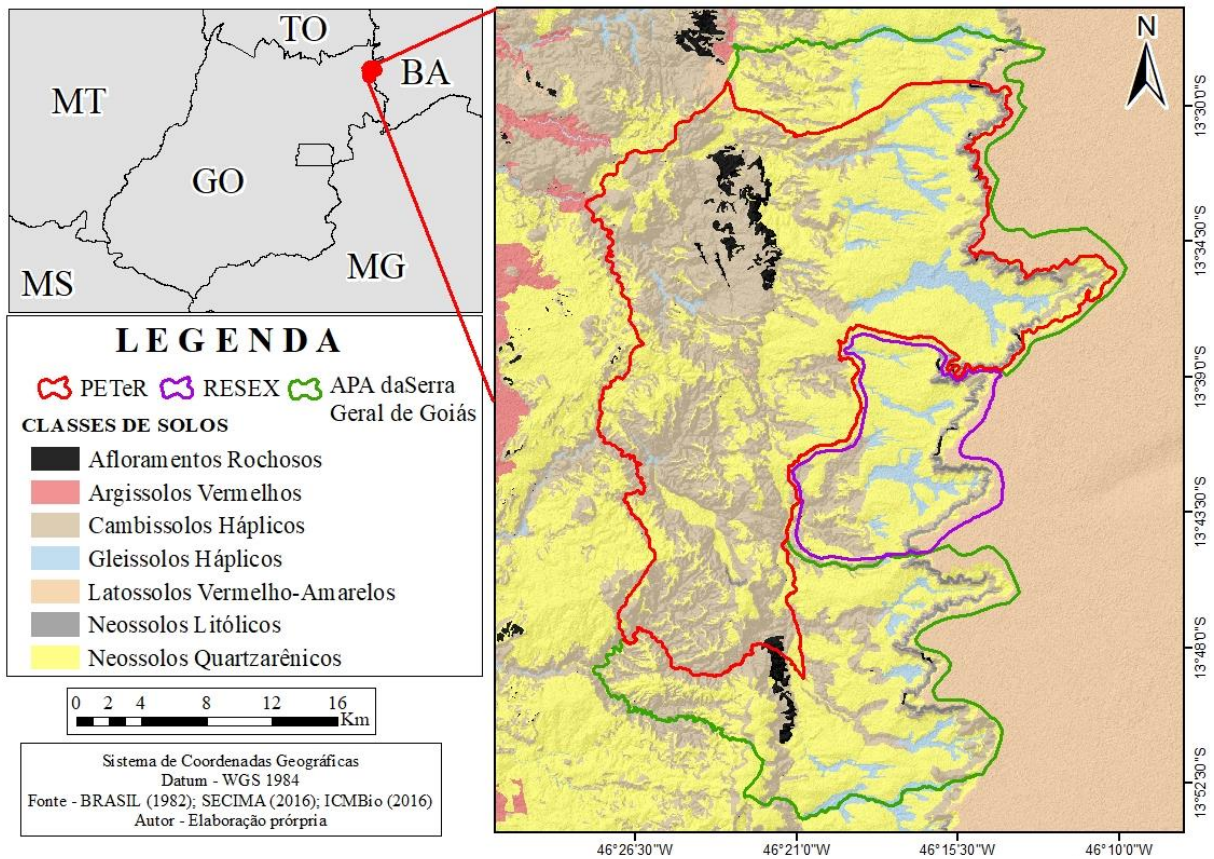 TO
BA
MT
GO
MS
MG
LEGENDA
PETeR
RESEX
APA daSerra
Geral de Goiás
CLASSES DE SOLOS
Afloramentos Rochosos
Argissolos Vermelhos
Cambissolos Háplicos
Gleissolos Háplicos
Latossolos Vermelho-Amarelos
Neossolos Litólicos
Neossolos Quartzarênicos
0 2 4 8 12 16
Km
Sistema de Coordenadas Geográficas
Datum - WGS 1984
Fonte - BRASIL (1982); SECIMA (2016); ICMBio (2016)
Autor - Elaboração prórpria
N
13°30'0"S
13°34'30"S
13°39'0"S
13°43'30"S
13°48'0"S
13°52'30"S
46°26'30"W
46°21'0"W
46°15'30"W
46°10'0"W